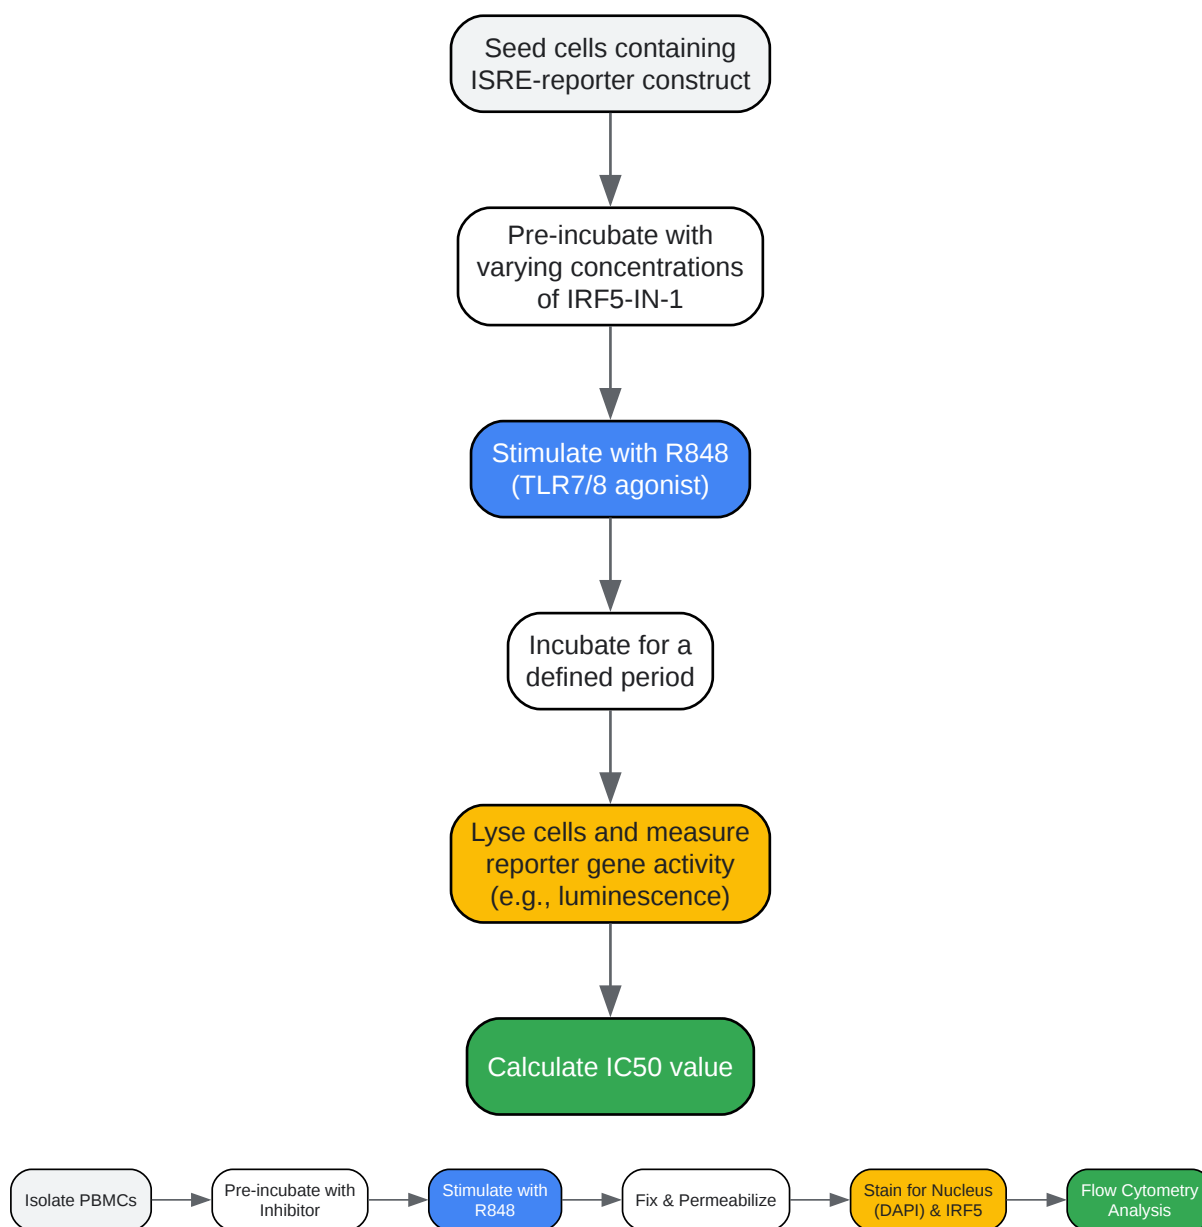 Seed cells containing
ISRE-reporter construct
Pre-incubate with
varying concentrations
of IRF5-IN-1
Stimulate with R848
(TLR7/8 agonist)
Incubate for a
defined period
Lyse cells and measure
reporter gene activity
(e.g., luminescence)
Calculate IC50 value
Isolate PBMCs
Pre-incubate with
Inhibitor
Stimulate with
R848
Fix & Permeabilize
Stain for Nucleus
(DAPI) & IRF5
Flow Cytometry
Analysis